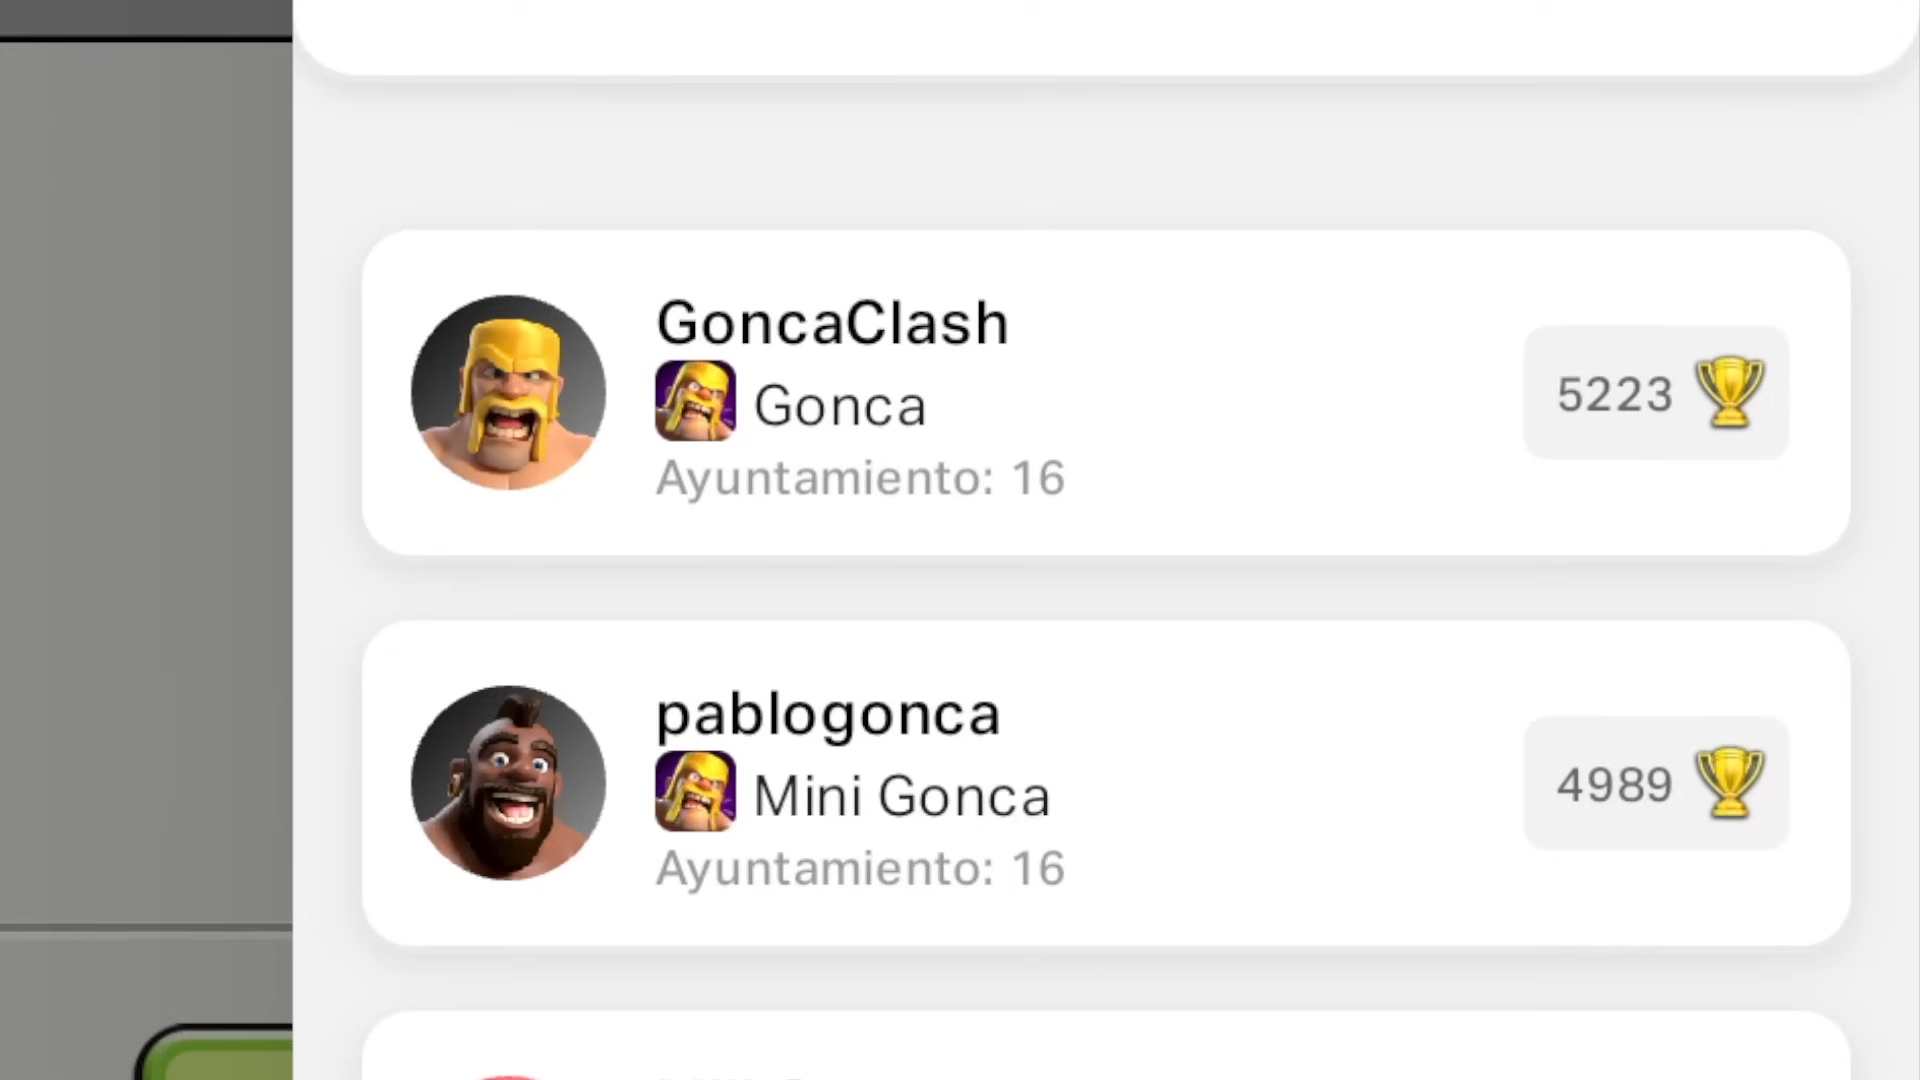 GoncaClash
Gonca
Ayuntamiento: 16
5223
pablogonca
Mini Gonca
Ayuntamiento: 16
4989